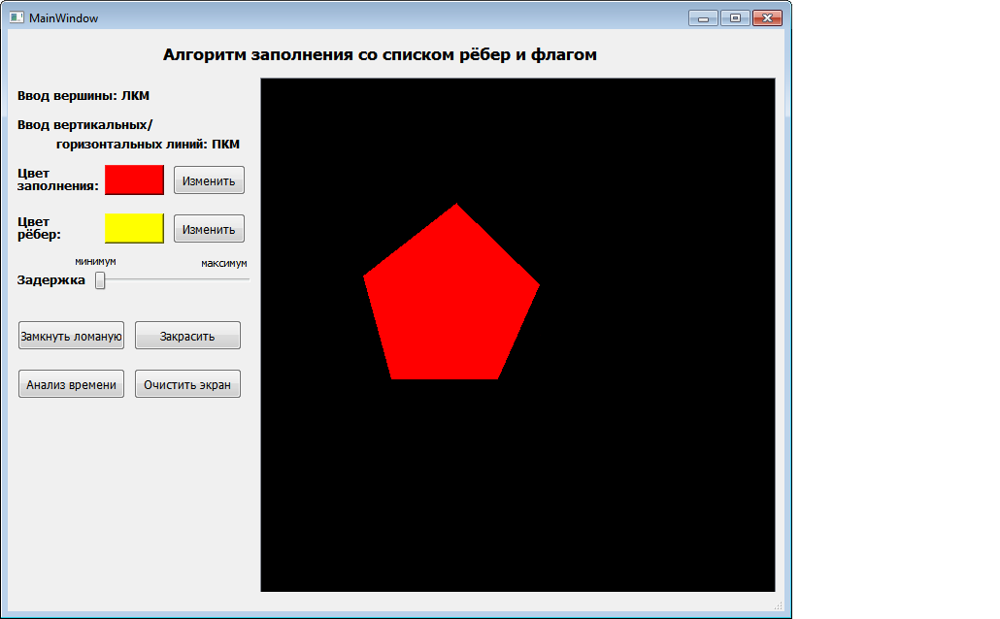 MainWindow
Алгоритм заполнения со списком рёбер и флагом
Ввод вершины: ЛКМ
Ввод вертикальных/
горизонтальных линий: ПКМ
Цвет
заполнения:
Изменить
Цвет
рёбер:
Изменить
минимум
максимум
Задержка
Замкнуть ломаную
Закрасить
Анализ времени
Очистить экран